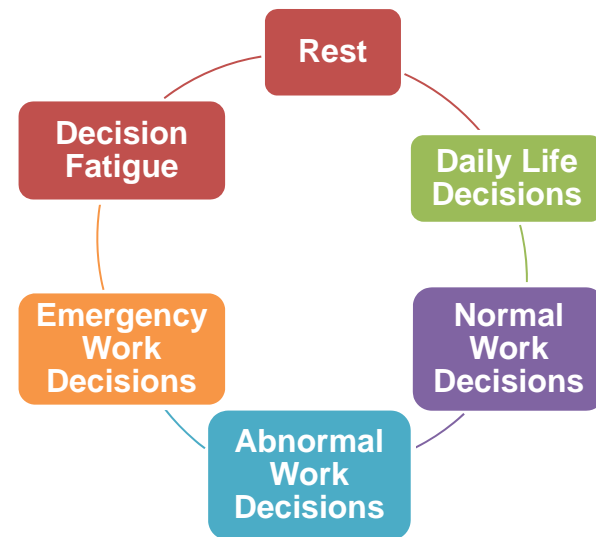 Rest
Daily Life
Decisions
Normal
Work
Decisions
Abnormal
Work
Decisions
Emergency
Work
Decisions
Decision
Fatigue